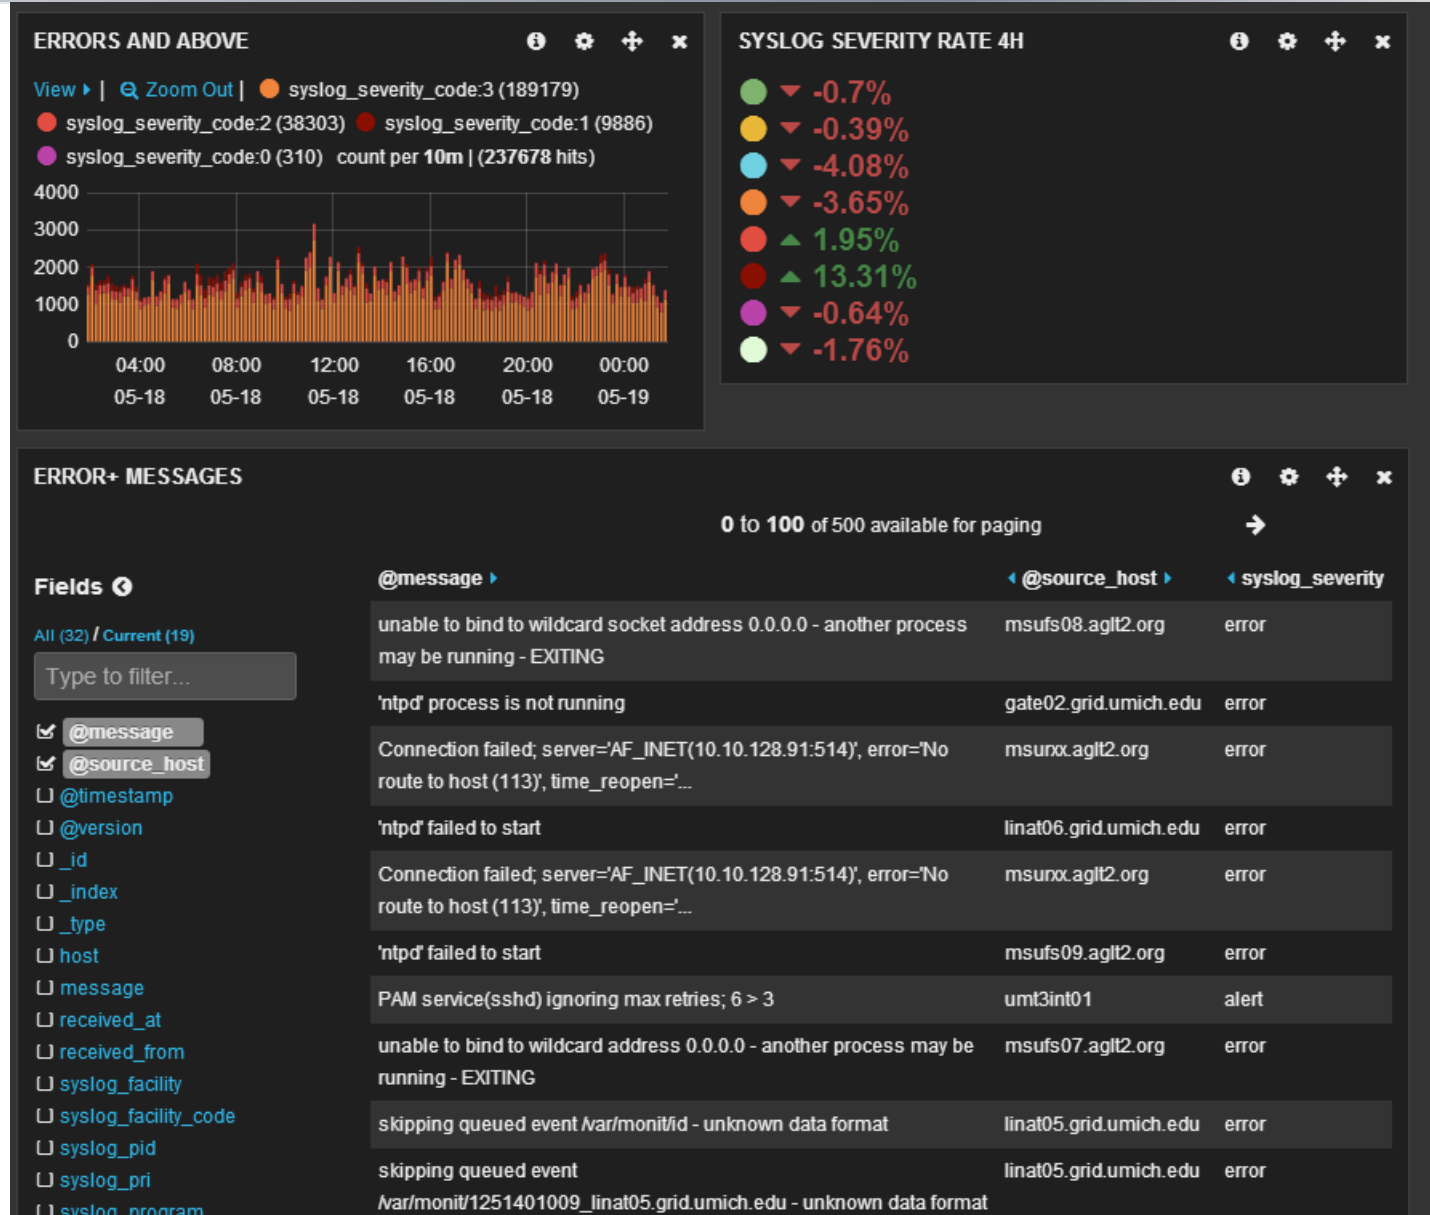 ERRORS AND ABOVE
View | Zoom Out | syslog_severity_code:3 (189179)
syslog_severity_code:2 (38303) syslog_severity_code:1 (9886)
syslog_severity_code:0 (310) count per 10m | (237678 hits)
4000
3000
2000
1000
0
04:00 08:00 12:00 16:00 20:00 00:00
05-18 05-18 05-18 05-18 05-18 05-19
SYSLOG SEVERITY RATE 4H
-0.7%
-0.39%
-4.08%
-3.65%
1.95%
13.31%
-0.64%
-1.76%
ERROR+ MESSAGES
0 to 100 of 500 available for paging
Fields
All (32) / Current (19)
Type to filter...
@message
@source_host
@timestamp
@version
_id
_index
_type
host
message
received_at
received_from
syslog_facility
syslog_facility_code
syslog_pid
syslog_pri
syslog_program
@message @source_host syslog_severity
unable to bind to wildcard socket address 0.0.0.0 - another process msufs08.aglt2.org error
may be running - EXITING
'ntpd' process is not running gate02.grid.umich.edu error
Connection failed; server='AF_INET(10.10.128.91:514)', error='No msurxx.aglt2.org error
route to host (113)', time_reopen='...
'ntpd' failed to start linat06.grid.umich.edu error
Connection failed; server='AF_INET(10.10.128.91:514)', error='No msurxx.aglt2.org error
route to host (113)', time_reopen='...
'ntpd' failed to start msufs09.aglt2.org error
PAM service(sshd) ignoring max retries; 6 > 3 umt3int01 alert
unable to bind to wildcard address 0.0.0.0 - another process may be msufs07.aglt2.org error
running - EXITING
skipping queued event /var/monit/id - unknown data format linat05.grid.umich.edu error
skipping queued event linat05.grid.umich.edu error
/var/monit/1251401009_linat05.grid.umich.edu - unknown data format